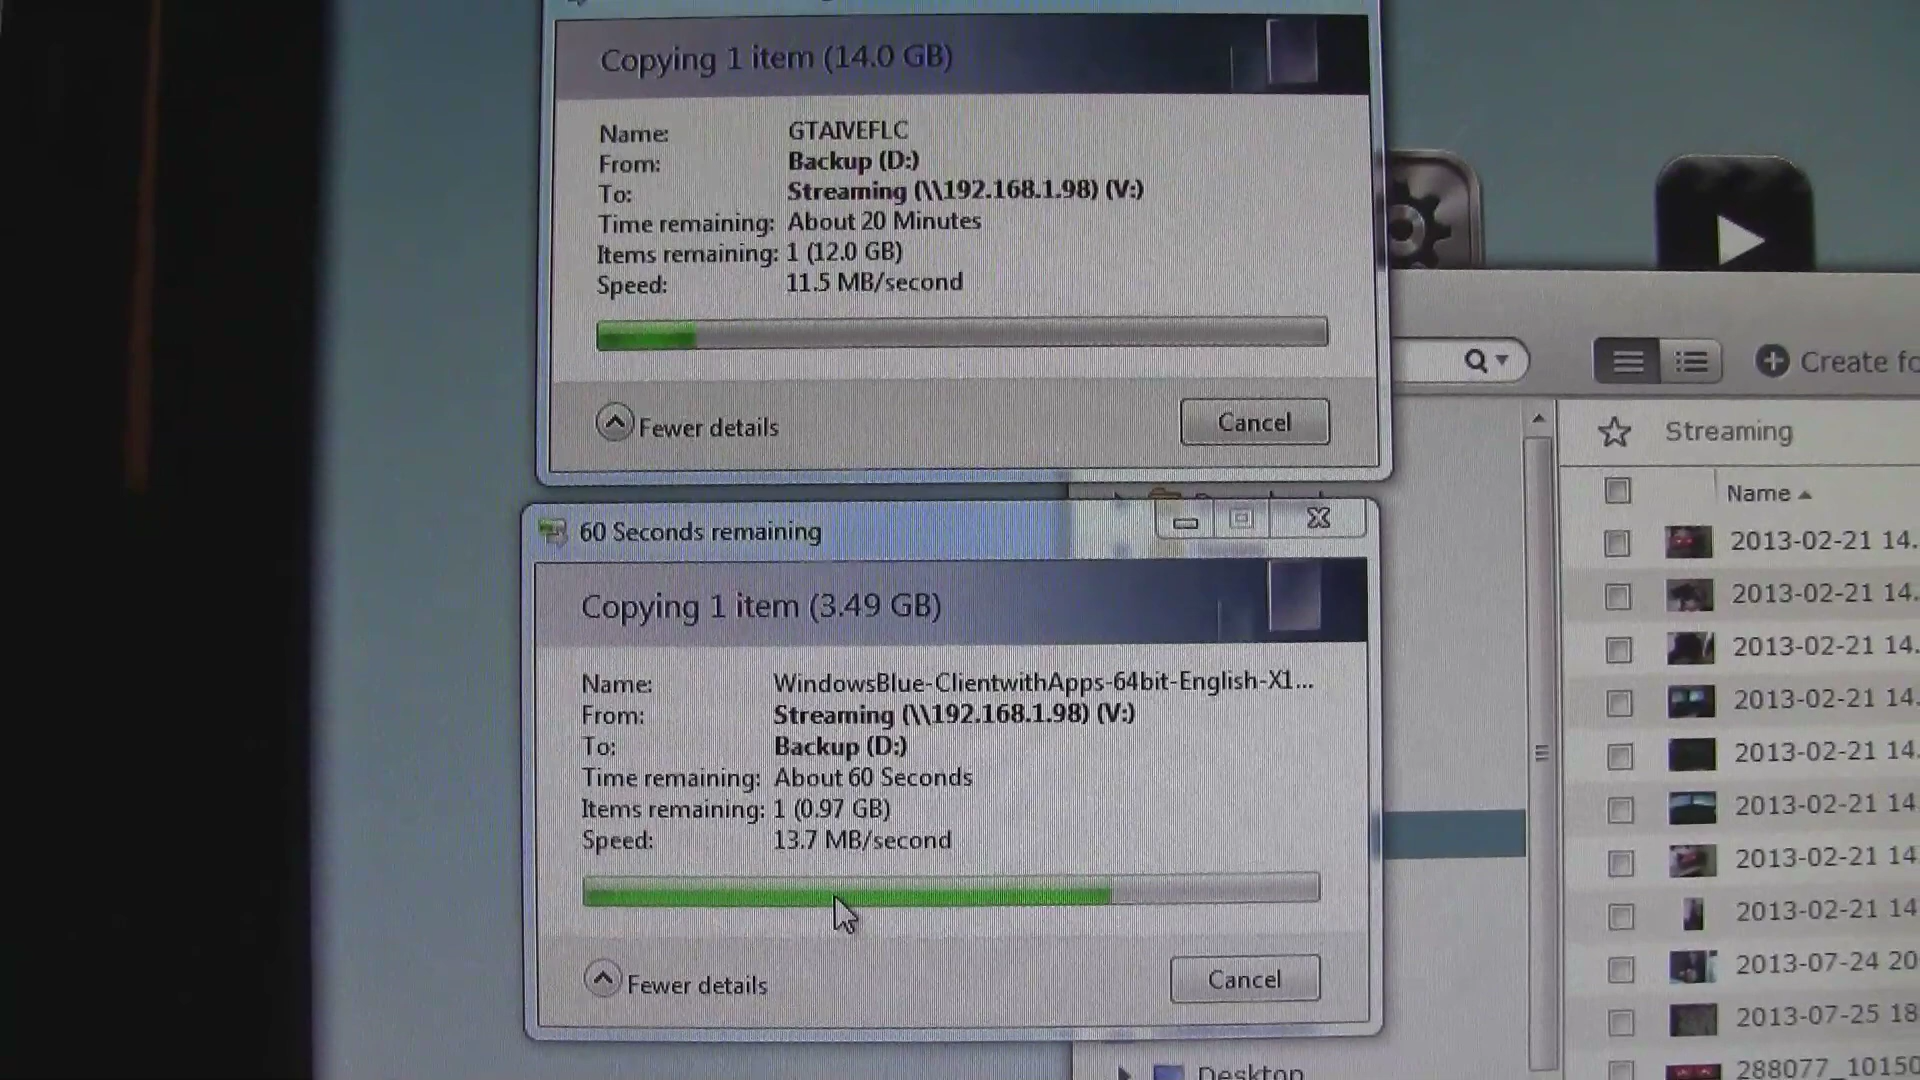 Copying 1 item (14.0 GB)
Name: GTAIVEFLC
From: Backup (D:)
To: Streaming (\\192.168.1.98) (V:)
Time remaining: About 20 Minutes
Items remaining: 1 (12.0 GB)
Speed: 11.5 MB/second
Fewer details
Cancel
60 Seconds remaining
Copying 1 item (3.49 GB)
Name: WindowsBlue-ClientwithApps-64bit-English-X1...
From: Streaming (\\192.168.1.98) (V:)
To: Backup (D:)
Time remaining: About 60 Seconds
Items remaining: 1 (0.97 GB)
Speed: 13.7 MB/second
Fewer details
Cancel
Desktop
Create fo
Streaming
Name
2013-02-21 14.
2013-02-21 14.
2013-02-21 14.
2013-02-21 14.
2013-02-21 14.
2013-02-21 14
2013-02-21 14
2013-02-21 14
2013-07-24 20
2013-07-25 18
288077_10150